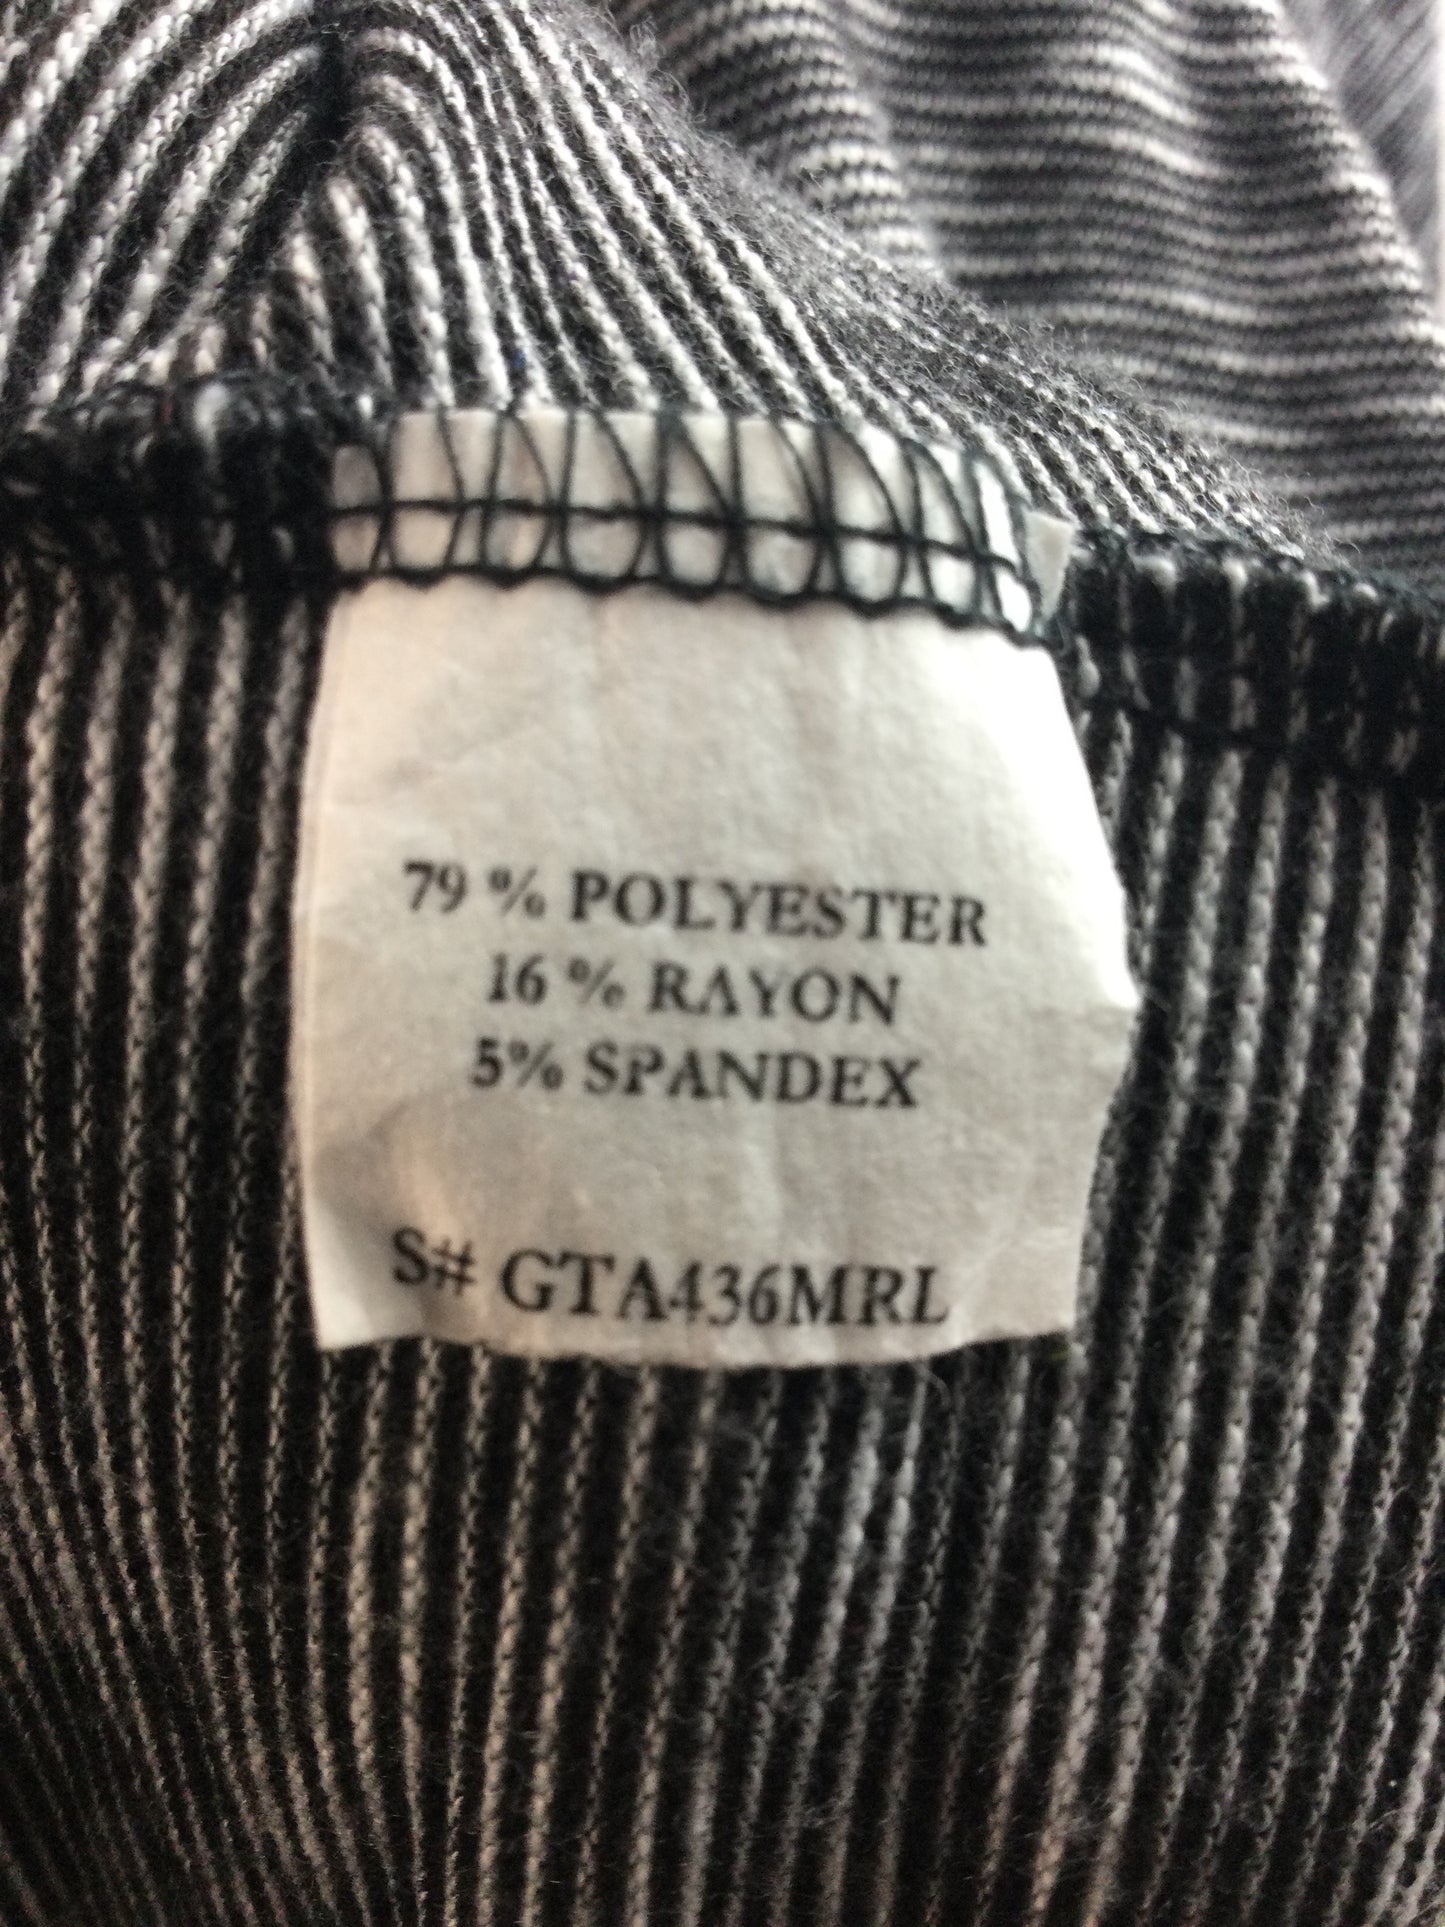 79 % POLYESTER
16 % RAYON
5% SPANDEX
S# GTA436MRL